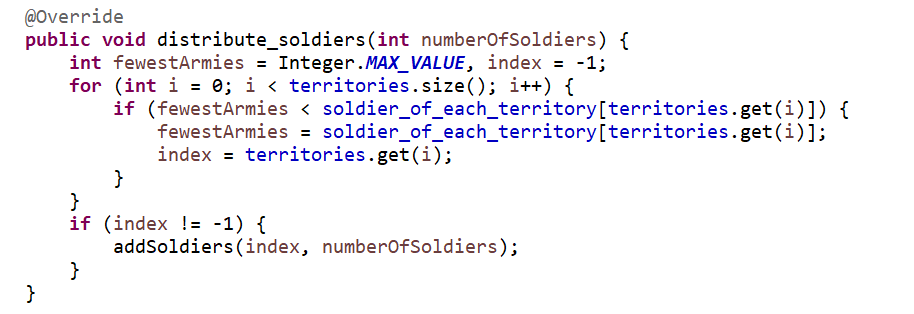 @Override
public void distribute_soldiers(int numberOfSoldiers) {
    int fewestArmies = Integer.MAX_VALUE, index = -1;
    for (int i = 0; i < territories.size(); i++) {
        if (fewestArmies < soldier_of_each_territory[territories.get(i)]) {
            fewestArmies = soldier_of_each_territory[territories.get(i)];
            index = territories.get(i);
        }
    }
    if (index != -1) {
        addSoldiers(index, numberOfSoldiers);
    }
}